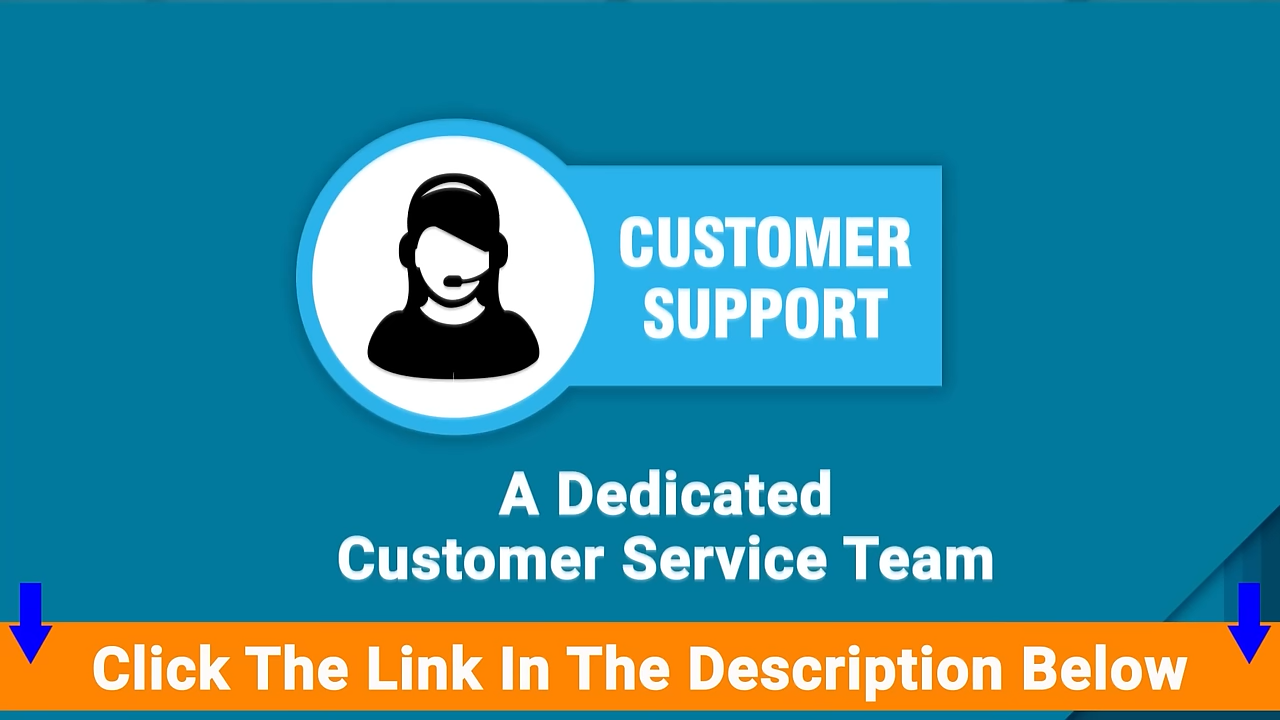 CUSTOMER
SUPPORT
A Dedicated
Customer Service Team
Click The Link In The Description Below